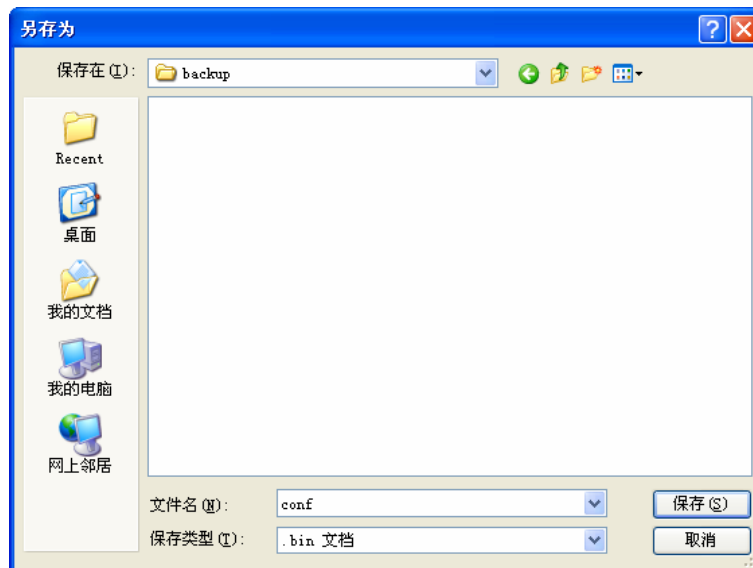 另存为
保存在(I):
backup
Recent
桌面
我的文档
我的电脑
网上邻居
文件名(N):
conf
保存(S)
保存类型(T):
.bin 文档
取消